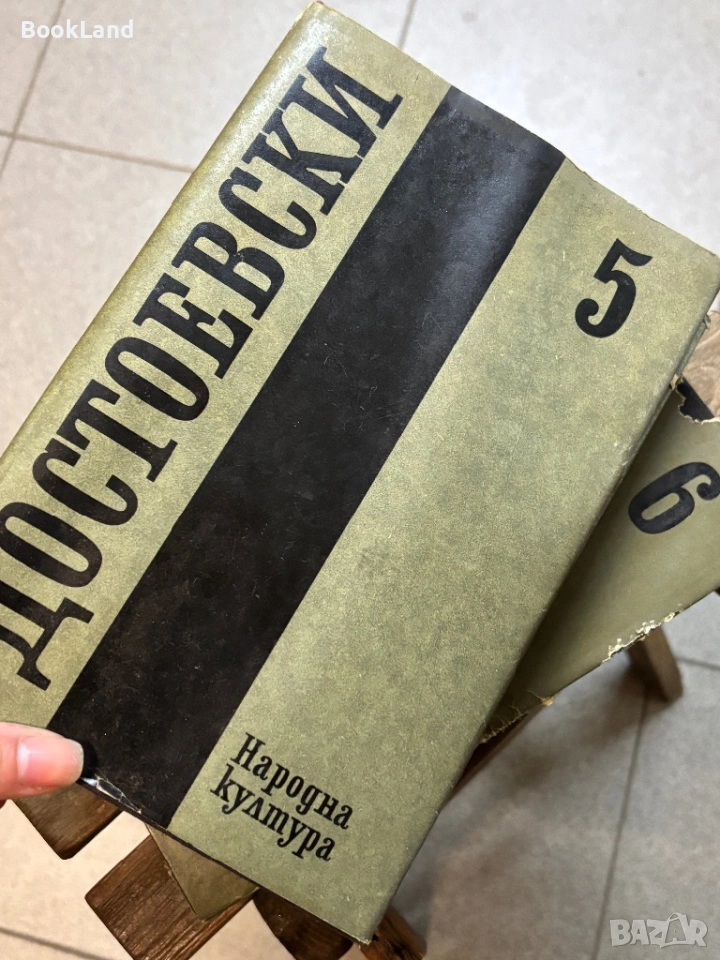 BookLand
ДОСТОЕВСКИ
5
6
Народна
култура
BAZAR